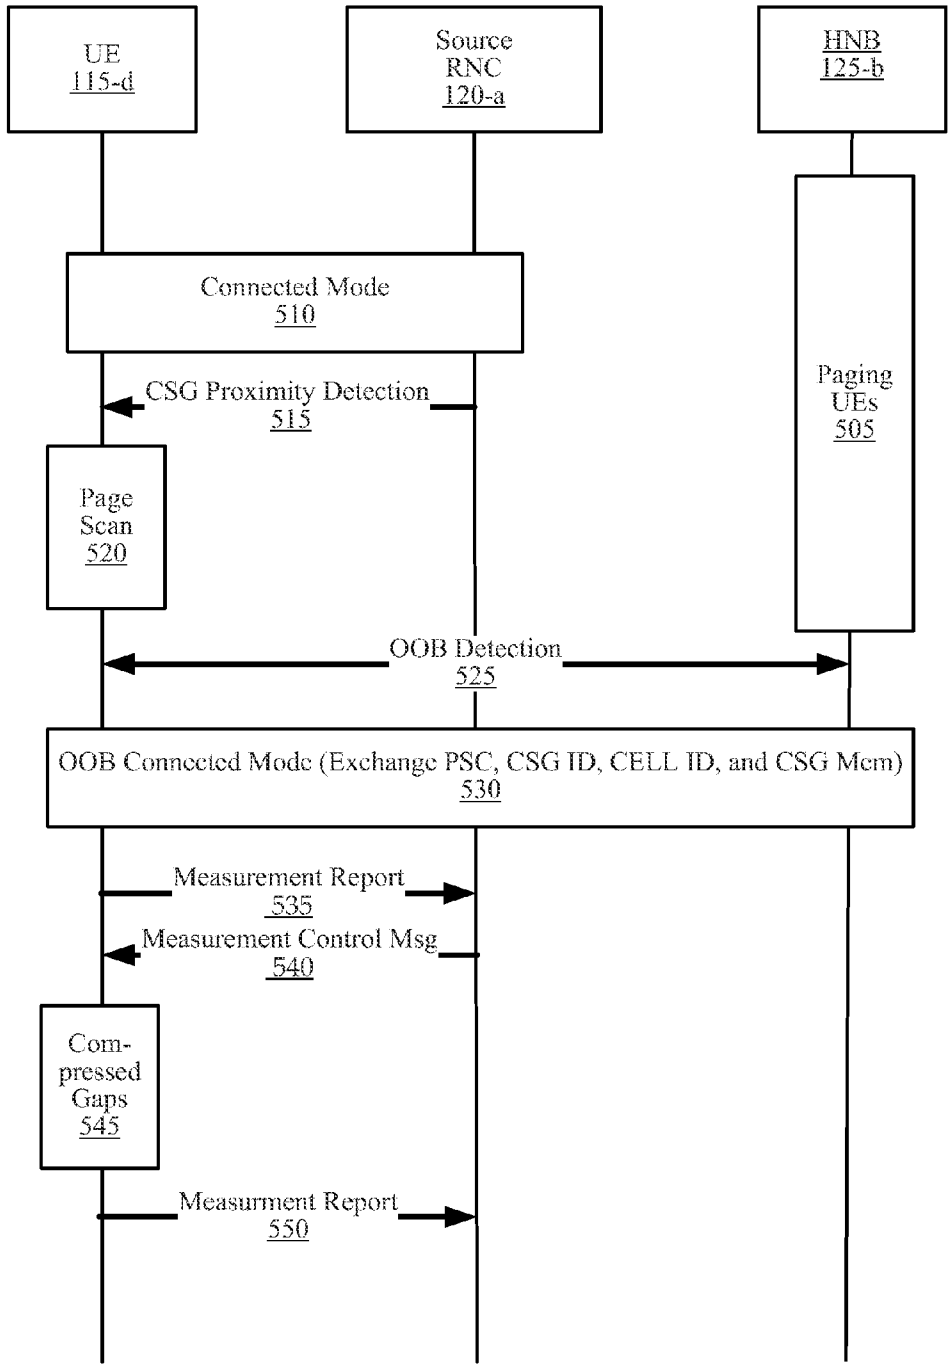 UE
115-d
Source
RNC
120-a
HNB
125-b
Connected Mode
510
CSG Proximity Detection
515
Paging
UEs
505
Page
Scan
520
OOB Detection
525
OOB Connected Mode (Exchange PSC, CSG ID, CELL ID, and CSG Mem)
530
Measurement Report
535
Measurement Control Msg
540
Com-
pressed
Gaps
545
Measurment Report
550